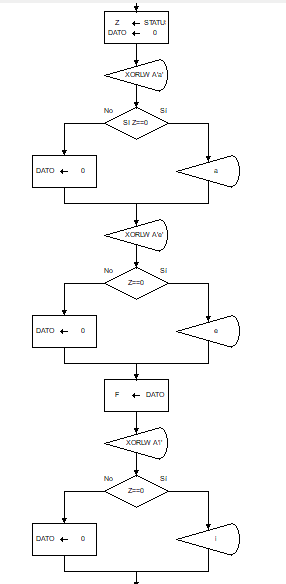 Z ← STATU
DATO ← 0
XORLW A'a'
No
Si
SI Z==0
DATO ← 0
a
XORLW A'e'
No
Si
Z==0
DATO ← 0
e
F ← DATO
XORLW A'i'
No
Si
Z==0
DATO ← 0
i